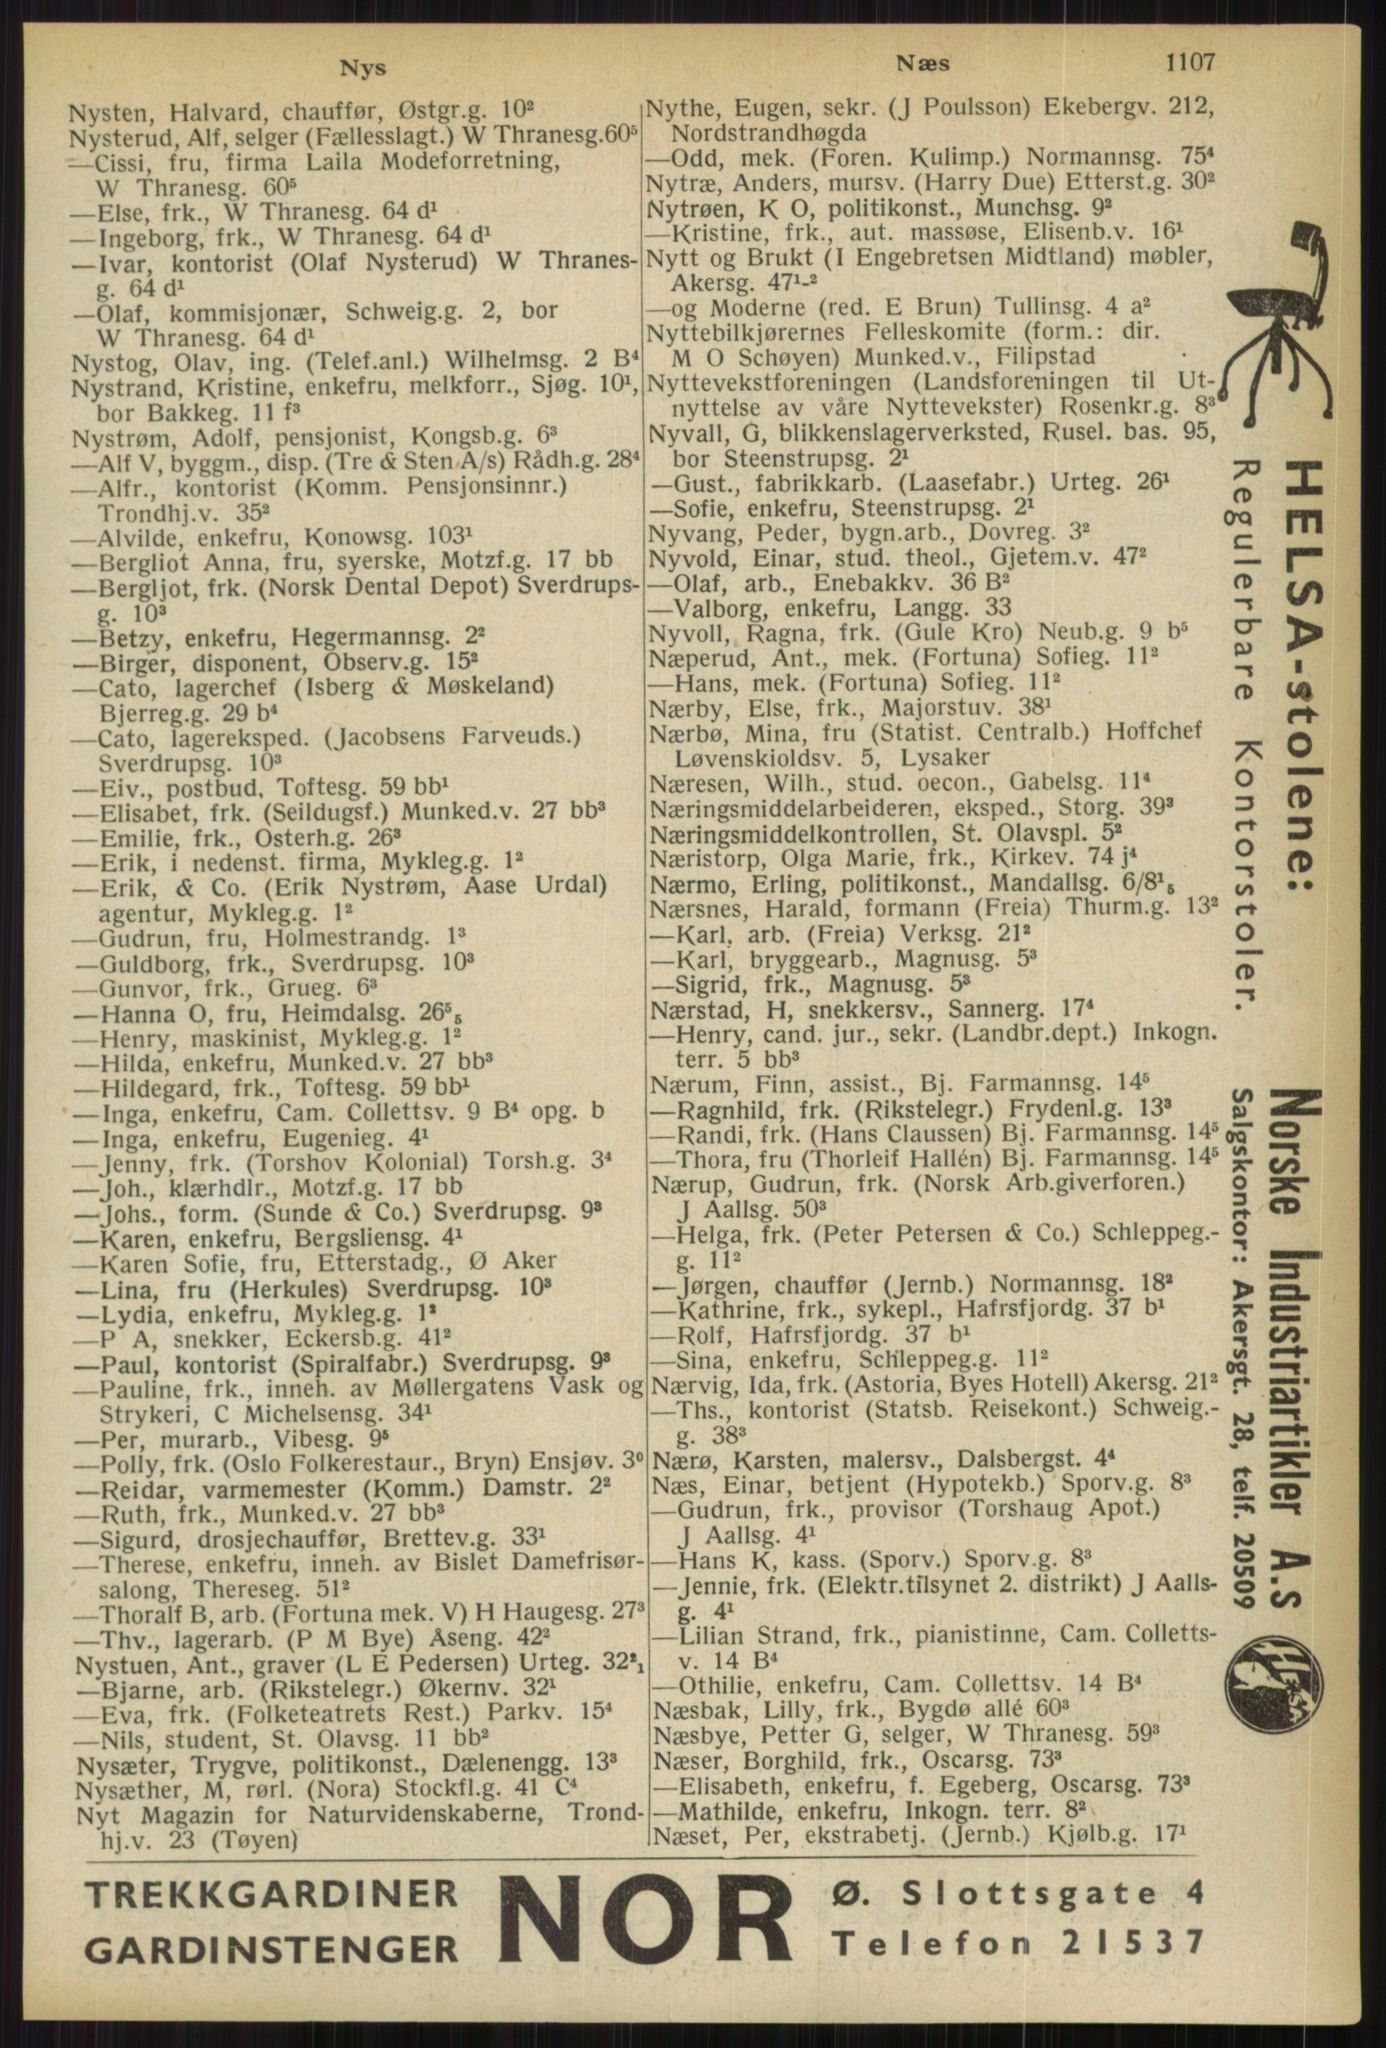 Nys
Næs
1107
Nysten, Halvard, chauffør, Østgr.g. 10²
Nysterud, Alf, selger (Fællesslagt.) W Thranesg.60⁵
—Cissi, fru, firma Laila Modeforretning,
W Thranesg. 60⁵
—Else, frk., W Thranesg. 64 d¹
—Ingeborg, frk., W Thranesg. 64 d¹
—Ivar, kontorist (Olaf Nysterud) W Thranes-
g. 64 d¹
—Olaf, kommisjonær, Schweig.g. 2, bor
W Thranesg. 64 d¹
Nystog, Olav, ing. (Telef.anl.) Wilhelmsg. 2 B⁴
Nystrand, Kristine, enkefru, melkforr., Sjøg. 10¹,
bor Bakkeg. 11 f³
Nystrøm, Adolf, pensjonist, Kongsb.g. 6³
—Alf V, byggm., disp. (Tre & Sten A/s) Rådh.g. 28⁴
—Alfr., kontorist (Komm. Pensjonsinnr.)
Trondhj.v. 35²
—Alvilde, enkefru, Konowsg. 103¹
—Bergliot Anna, fru, syerske, Motzf.g. 17 bb
—Bergljot, frk. (Norsk Dental Depot) Sverdrups-
g. 10³
—Betzy, enkefru, Hegermannsg. 2²
—Birger, disponent, Observ.g. 15²
—Cato, lagerchef (Isberg & Møskeland)
Bjerreg.g. 29 b⁴
—Cato, lagereksped. (Jacobsens Farveuds.)
Sverdrupsg. 10³
—Eiv., postbud, Toftesg. 59 bb¹
—Elisabet, frk. (Seildugsf.) Munked.v. 27 bb³
—Emilie, frk., Osterh.g. 26³
—Erik, i nedenst. firma, Mykleg.g. 1²
—Erik, & Co. (Erik Nystrøm, Aase Urdal)
agentur, Mykleg.g. 1²
—Gudrun, fru, Holmestrandg. 1³
—Guldborg, frk., Sverdrupsg. 10³
—Gunvor, frk., Grueg. 6³
—Hanna O, fru, Heimdalsg. 26⁵₅
—Henry, maskinist, Mykleg.g. 1²
—Hilda, enkefru, Munked.v. 27 bb³
—Hildegard, frk., Toftesg. 59 bb¹
—Inga, enkefru, Cam. Collettsv. 9 B⁴ opg. b
—Inga, enkefru, Eugenieg. 4¹
—Jenny, frk. (Torshov Kolonial) Torsh.g. 3⁴
—Joh., klærhdlr., Motzf.g. 17 bb
—Johs., form. (Sunde & Co.) Sverdrupsg. 9³
—Karen, enkefru, Bergsliensg. 4¹
—Karen Sofie, fru, Etterstadg., Ø Aker
—Lina, fru (Herkules) Sverdrupsg. 10³
—Lydia, enkefru, Mykleg.g. 1²
—P A, snekker, Eckersb.g. 41²
—Paul, kontorist (Spiralfabr.) Sverdrupsg. 9³
—Pauline, frk., inneh. av Møllergatens Vask og
Strykeri, C Michelsensg. 34¹
—Per, murarb., Vibesg. 9⁵
—Polly, frk. (Oslo Folkerestaur., Bryn) Ensjøv. 3⁰
—Reidar, varmemester (Komm.) Damstr. 2²
—Ruth, frk., Munked.v. 27 bb³
—Sigurd, drosjechauffør, Brettev.g. 33¹
—Therese, enkefru, inneh. av Bislet Damefrisør-
salong, Thereseg. 51²
—Thoralf B, arb. (Fortuna mek. V) H Haugesg. 27³
—Thv., lagerarb. (P M Bye) Åseng. 42²
Nystuen, Ant., graver (L E Pedersen) Urteg. 32²₁
—Bjarne, arb. (Rikstelegr.) Økernv. 32¹
—Eva, frk. (Folketeatrets Rest.) Parkv. 15⁴
—Nils, student, St. Olavsg. 11 bb²
Nysæter, Trygve, politikonst., Dælenengg. 13³
Nysæther, M, rørl. (Nora) Stockfl.g. 41 C⁴
Nyt Magazin for Naturvidenskaberne, Trond-
hj.v. 23 (Tøyen)
Nythe, Eugen, sekr. (J Poulsson) Ekebergv. 212,
Nordstrandhøgda
—Odd, mek. (Foren. Kulimp.) Normannsg. 75⁴
Nytræ, Anders, mursv. (Harry Due) Etterst.g. 30²
Nytrøen, K O, politikonst., Munchsg. 9²
—Kristine, frk., aut. massøse, Elisenb.v. 16¹
Nytt og Brukt (I Engebretsen Midtland) møbler,
Akersg. 47¹-²
—og Moderne (red. E Brun) Tullinsg. 4 a²
Nyttebilkjørernes Felleskomite (form.: dir.
M O Schøyen) Munked.v., Filipstad
Nyttevekstforeningen (Landsforeningen til Ut-
nyttelse av våre Nyttevekster) Rosenkr.g. 8³
Nyvall, G, blikkenslagerverksted, Rusel. bas. 95,
bor Steenstrupsg. 2¹
—Gust., fabrikkarb. (Laasefabr.) Urteg. 26¹
—Sofie, enkefru, Steenstrupsg. 2¹
Nyvang, Peder, bygn.arb., Dovreg. 3²
Nyvold, Einar, stud. theol., Gjetem.v. 47²
—Olaf, arb., Enebakkv. 36 B²
—Valborg, enkefru, Langg. 33
Nyvoll, Ragna, frk. (Gule Kro) Neub.g. 9 b⁵
Næperud, Ant., mek. (Fortuna) Sofieg. 11²
—Hans, mek. (Fortuna) Sofieg. 11²
Nærby, Else, frk., Majorstuv. 38¹
Nærbø, Mina, fru (Statist. Centralb.) Hoffchef
Løvenskioldsv. 5, Lysaker
Næresen, Wilh., stud. oecon., Gabelsg. 11⁴
Næringsmiddelarbeideren, eksped., Storg. 39³
Næringsmiddelkontrollen, St. Olavspl. 5²
Næristorp, Olga Marie, frk., Kirkev. 74 j⁴
Nærmo, Erling, politikonst., Mandallsg. 6/8¹₅
Nærsnes, Harald, formann (Freia) Thurm.g. 13²
—Karl, arb. (Freia) Verksg. 21²
—Karl, bryggearb., Magnusg. 5³
—Sigrid, frk., Magnusg. 5³
Nærstad, H, snekkersv., Sannerg. 17⁴
—Henry, cand. jur., sekr. (Landbr.dept.) Inkogn.
terr. 5 bb³
Nærum, Finn, assist., Bj. Farmannsg. 14⁵
—Ragnhild, frk. (Rikstelegr.) Frydenl.g. 13³
—Randi, frk. (Hans Claussen) Bj. Farmannsg. 14⁵
—Thora, fru (Thorleif Hallén) Bj. Farmannsg. 14⁵
Nærup, Gudrun, frk. (Norsk Arb.giverforen.)
J Aallsg. 50³
—Helga, frk. (Peter Petersen & Co.) Schleppeg.-
g. 11²
—Jørgen, chauffør (Jernb.) Normannsg. 18²
—Kathrine, frk., sykepl., Hafrsfjordg. 37 b¹
—Rolf, Hafrsfjordg. 37 b¹
—Sina, enkefru, Schleppeg.g. 11²
Nærvig, Ida, frk. (Astoria, Byes Hotell) Akersg. 21²
—Ths., kontorist (Statsb. Reisekont.) Schweig.-
g. 38³
Nærø, Karsten, malersv., Dalsbergst. 4⁴
Næs, Einar, betjent (Hypotekb.) Sporv.g. 8³
—Gudrun, frk., provisor (Torshaug Apot.)
J Aallsg. 4¹
—Hans K, kass. (Sporv.) Sporv.g. 8³
—Jennie, frk. (Elektr.tilsynet 2. distrikt) J Aalls-
g. 4¹
—Lilian Strand, frk., pianistinne, Cam. Colletts-
v. 14 B⁴
—Othilie, enkefru, Cam. Collettsv. 14 B⁴
Næsbak, Lilly, frk., Bygdø allé 60³
Næsbye, Petter G, selger, W Thranesg. 59³
Næser, Borghild, frk., Oscarsg. 73³
—Elisabeth, enkefru, f. Egeberg, Oscarsg. 73³
—Mathilde, enkefru, Inkogn. terr. 8²
Næset, Per, ekstrabetj. (Jernb.) Kjølb.g. 17¹
HELSA-stolene:
Regulerbare Kontorstoler.
Norske Industriartikler A.S
Salgskontor: Akersgt. 28, telf. 20509
HELSA
TREKKGARDINER
GARDINSTENGER
NOR
Ø. Slottsgate 4
Telefon 21537